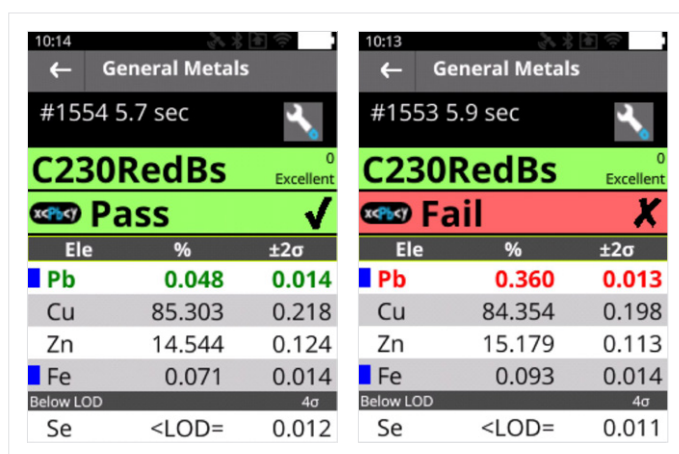 10:14
← General Metals
#1554 5.7 sec
0
C230RedBs Excellent
x<Pb<y Pass ✓
Ele % ±2σ
Pb 0.048 0.014
Cu 85.303 0.218
Zn 14.544 0.124
Fe 0.071 0.014
Below LOD 4σ
Se <LOD= 0.012
10:13
← General Metals
#1553 5.9 sec
0
C230RedBs Excellent
x<Pb<y Fail ✗
Ele % ±2σ
Pb 0.360 0.013
Cu 84.354 0.198
Zn 15.179 0.113
Fe 0.093 0.014
Below LOD 4σ
Se <LOD= 0.011